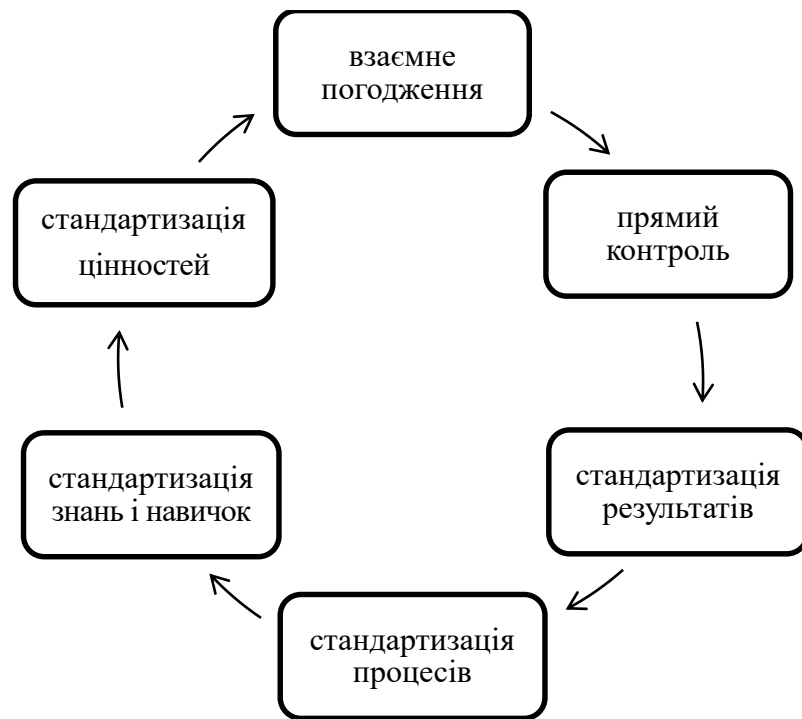 взаємне
погодження
прямий
контроль
стандартизація
результатів
стандартизація
процесів
стандартизація
знань і навичок
стандартизація
цінностей